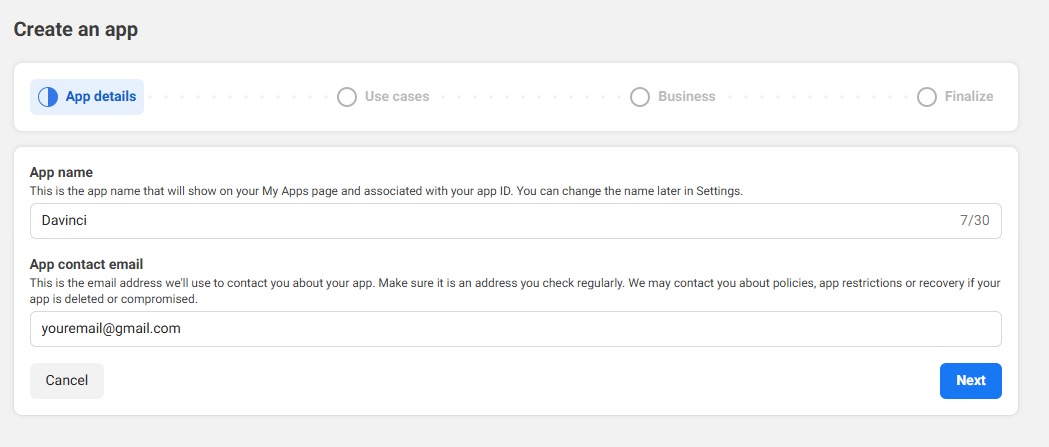 Create an app
App details
Use cases
Business
Finalize
App name
This is the app name that will show on your My Apps page and associated with your app ID. You can change the name later in Settings.
Davinci
7/30
App contact email
This is the email address we'll use to contact you about your app. Make sure it is an address you check regularly. We may contact you about policies, app restrictions or recovery if your
app is deleted or compromised.
youremail@gmail.com
Cancel
Next